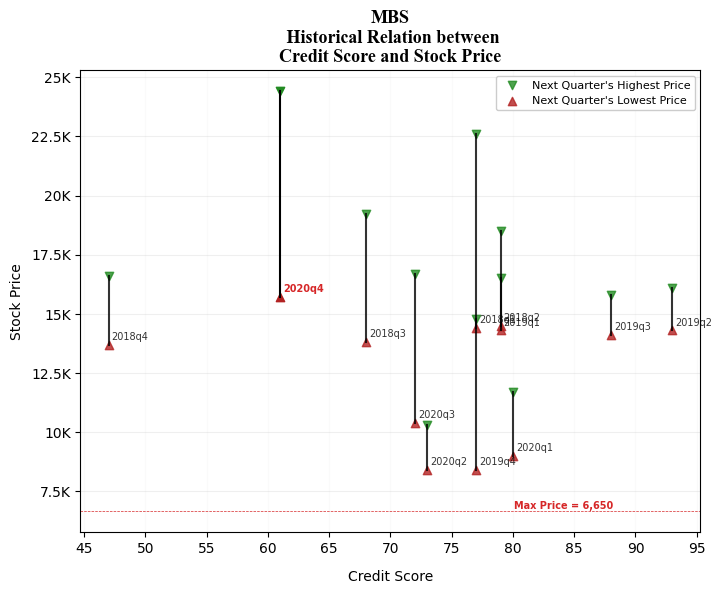 MBS
Historical Relation between
Credit Score and Stock Price
Next Quarter's Highest Price
Next Quarter's Lowest Price
Stock Price
25K
22.5K
20K
17.5K
15K
12.5K
10K
7.5K
2018q4
2020q4
2018q3
2020q3
2020q2
2019q4
2018q2
2019q1
2020q1
2019q3
2019q2
Max Price = 6,650
45 50 55 60 65 70 75 80 85 90 95
Credit Score